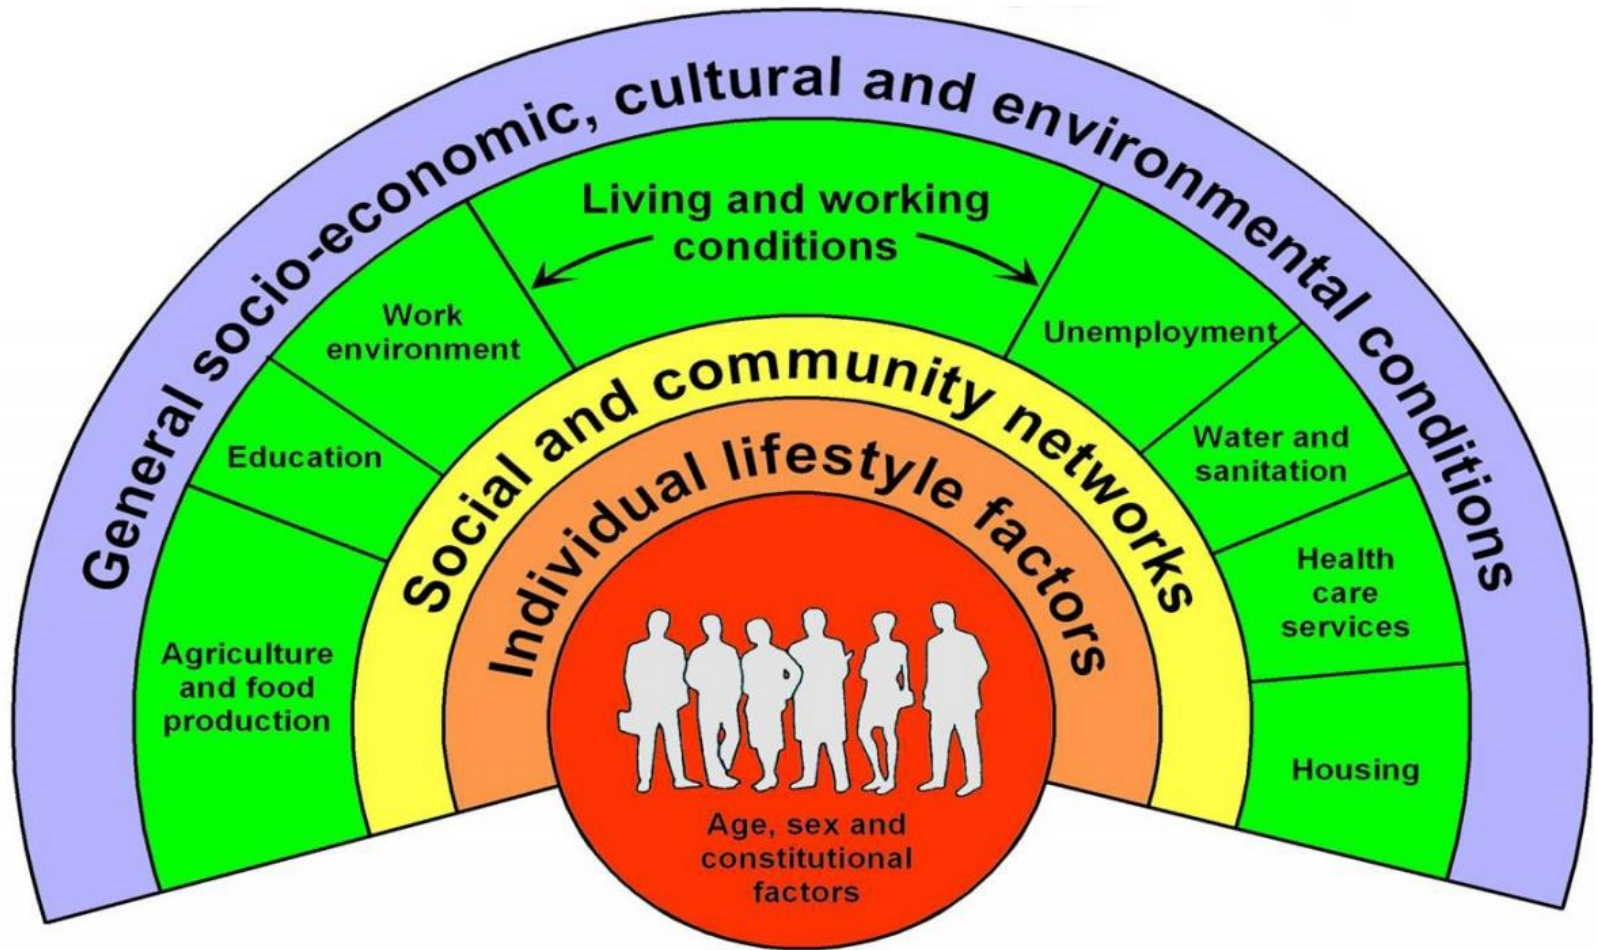 General socio-economic, cultural and environmental conditions
Living and working
conditions
Work
environment
Unemployment
Education
Water and
sanitation
Agriculture
and food
production
Health
care
services
Housing
Social and community networks
Individual lifestyle factors
Age, sex and
constitutional
factors